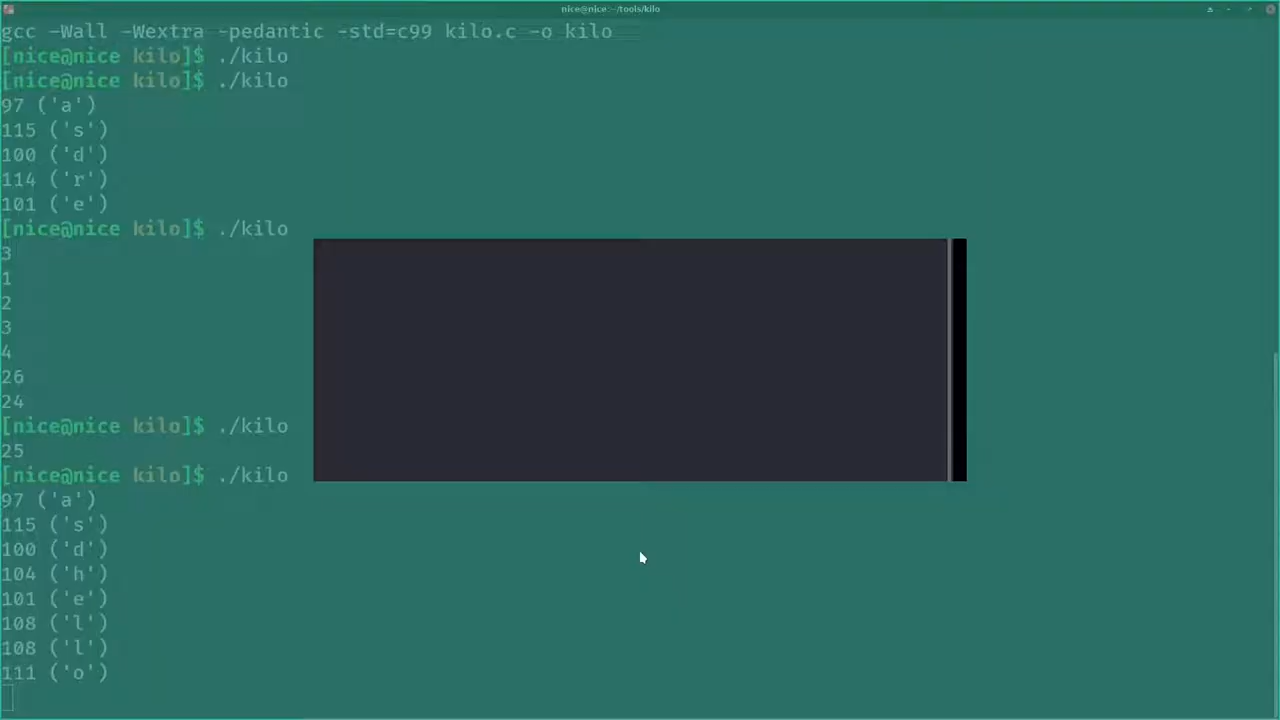 nice@nice:~/tools/kilo
gcc -Wall -Wextra -pedantic -std=c99 kilo.c -o kilo
[nice@nice kilo]$ ./kilo
[nice@nice kilo]$ ./kilo
97 ('a')
115 ('s')
100 ('d')
114 ('r')
101 ('e')
[nice@nice kilo]$ ./kilo
3
1
2
3
4
26
24
[nice@nice kilo]$ ./kilo
25
[nice@nice kilo]$ ./kilo
97 ('a')
115 ('s')
100 ('d')
104 ('h')
101 ('e')
108 ('l')
108 ('l')
111 ('o')